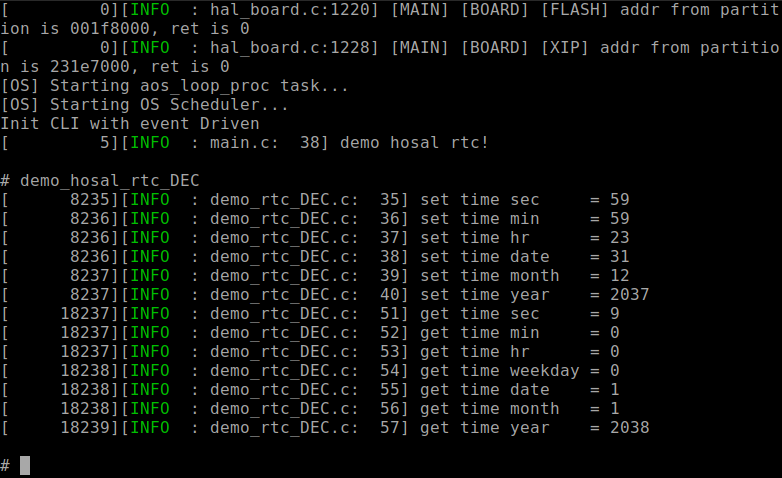 [         0][INFO  : hal_board.c:1220] [MAIN] [BOARD] [FLASH] addr from partit
ion is 001f8000, ret is 0
[         0][INFO  : hal_board.c:1228] [MAIN] [BOARD] [XIP] addr from partitio
n is 231e7000, ret is 0
[OS] Starting aos_loop_proc task...
[OS] Starting OS Scheduler...
Init CLI with event Driven
[         5][INFO  : main.c:  38] demo hosal rtc!
# demo_hosal_rtc_DEC
[      8235][INFO  : demo_rtc_DEC.c:  35] set time sec     = 59
[      8236][INFO  : demo_rtc_DEC.c:  36] set time min     = 59
[      8236][INFO  : demo_rtc_DEC.c:  37] set time hr      = 23
[      8236][INFO  : demo_rtc_DEC.c:  38] set time date    = 31
[      8237][INFO  : demo_rtc_DEC.c:  39] set time month   = 12
[      8237][INFO  : demo_rtc_DEC.c:  40] set time year    = 2037
[     18237][INFO  : demo_rtc_DEC.c:  51] get time sec     = 9
[     18237][INFO  : demo_rtc_DEC.c:  52] get time min     = 0
[     18237][INFO  : demo_rtc_DEC.c:  53] get time hr      = 0
[     18238][INFO  : demo_rtc_DEC.c:  54] get time weekday = 0
[     18238][INFO  : demo_rtc_DEC.c:  55] get time date    = 1
[     18238][INFO  : demo_rtc_DEC.c:  56] get time month   = 1
[     18239][INFO  : demo_rtc_DEC.c:  57] get time year    = 2038
#